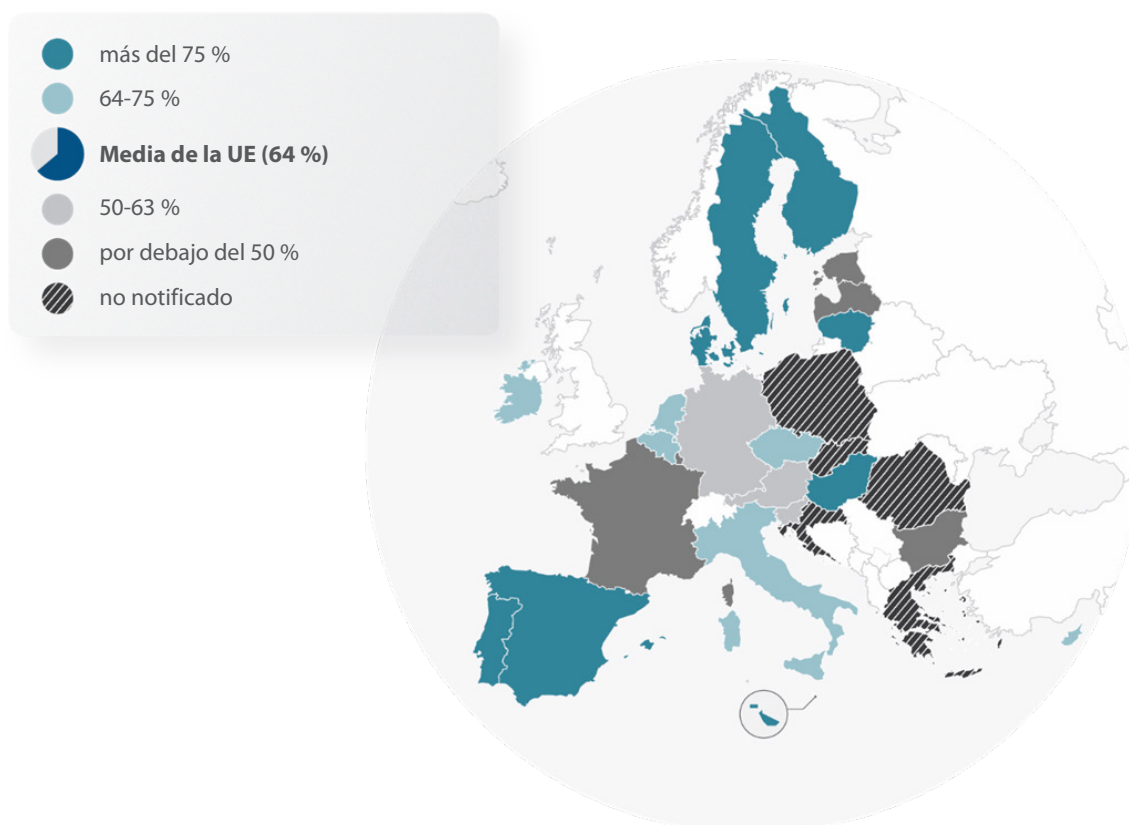 más del 75 %
64-75 %
Media de la UE (64 %)
50-63 %
por debajo del 50 %
no notificado